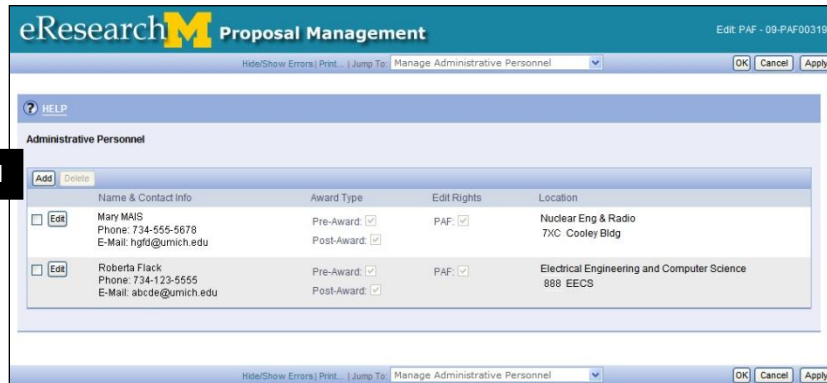 eResearch M Proposal Management
Edit: PAF - 09-PAF00319
Hide/Show Errors | Print... | Jump To: Manage Administrative Personnel
OK Cancel Apply
? HELP
Administrative Personnel
Add Delete
Name & Contact Info Award Type Edit Rights Location
Edit Mary MAIS Pre-Award: PAF: Nuclear Eng & Radio
Phone: 734-555-5678 Post-Award: 7XC Cooley Bldg
E-Mail: hgfd@umich.edu
Edit Roberta Flack Pre-Award: PAF: Electrical Engineering and Computer Science
Phone: 734-123-5555 Post-Award: 888 EECS
E-Mail: abcde@umich.edu
Hide/Show Errors | Print... | Jump To: Manage Administrative Personnel
OK Cancel Apply